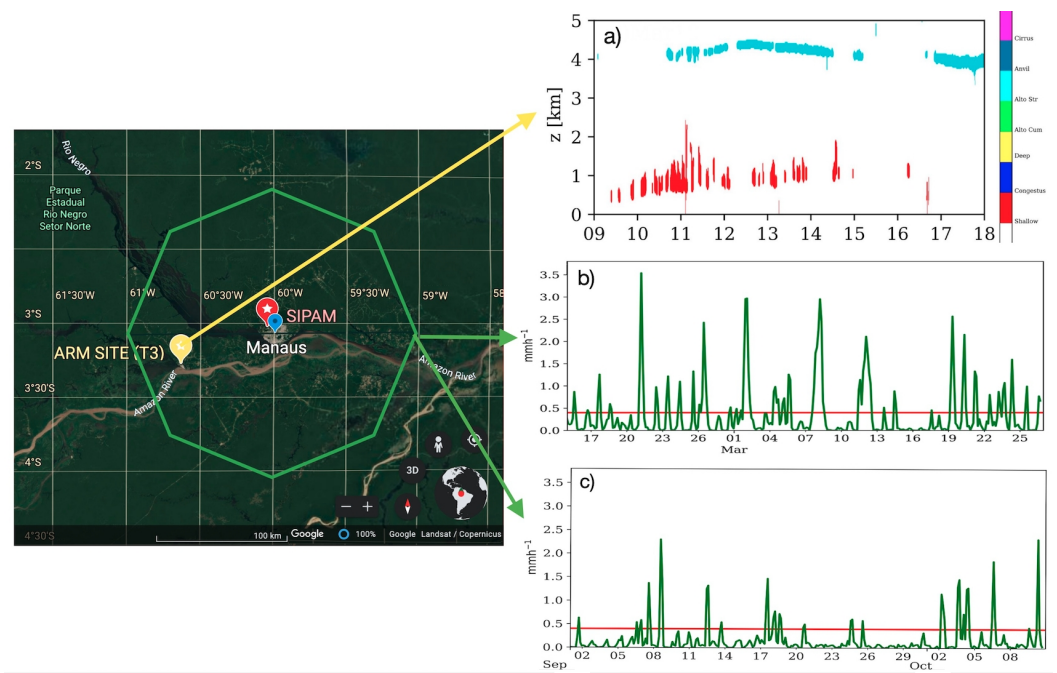 2°S
Rio Negro
Parque
Estadual
Rio Negro
Setor Norte
61°30'W
61°W
60°30'W
60°W
59°30'W
59°W
58
3°S
SIPAM
Manaus
ARM SITE (T3)
Amazon River
Amazon River
3°30'S
4°S
3D
4°30'S
100 km
Google
100%
Google
Landsat / Copernicus
a)
z [km]
5
4
3
2
1
0
09 10 11 12 13 14 15 16 17 18
Cirrus
Anvil
Alto Str
Alto Cum
Deep
Congestus
Shallow
b)
mmh⁻¹
3.5
3.0
2.5
2.0
1.5
1.0
0.5
0.0
17 20 23 26 01 04 07 10 13 16 19 22 25
Mar
c)
mmh⁻¹
3.5
3.0
2.5
2.0
1.5
1.0
0.5
0.0
02 05 08 11 14 17 20 23 26 29 02 05 08
Sep Oct